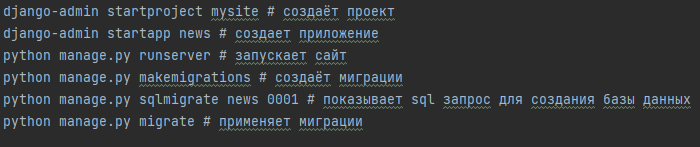 django-admin startproject mysite # создаёт проект
django-admin startapp news # создает приложение
python manage.py runserver # запускает сайт
python manage.py makemigrations # создаёт миграции
python manage.py sqlmigrate news 0001 # показывает sql запрос для создания базы данных
python manage.py migrate # применяет миграции